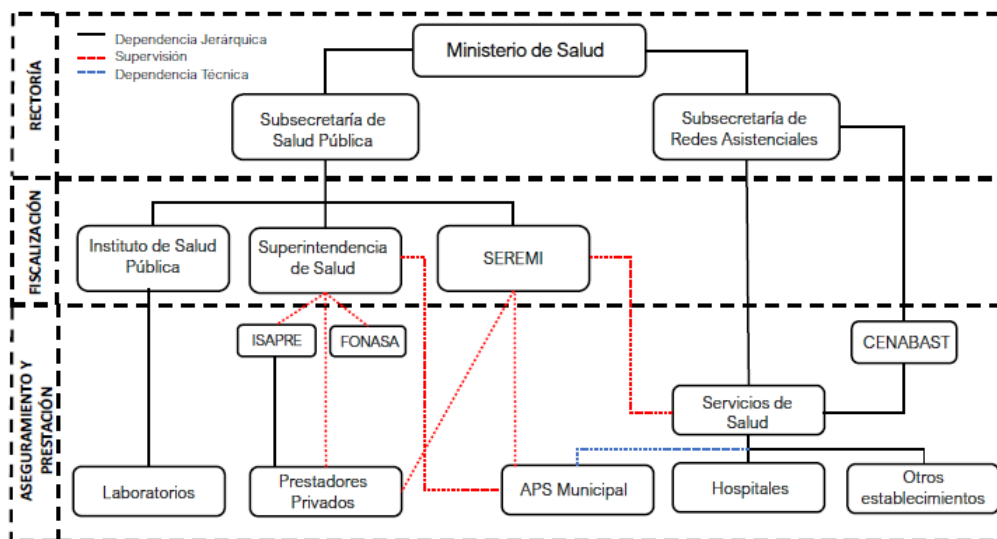 Dependencia Jerárquica
Supervisión
Dependencia Técnica
Ministerio de Salud
RECTORÍA
Subsecretaría de
Salud Pública
Subsecretaría de
Redes Asistenciales
FISCALIZACIÓN
Instituto de Salud
Pública
Superintendencia
de Salud
SEREMI
ASEGURAMIENTO Y
PRESTACIÓN
ISAPRE
FONASA
CENABAST
Servicios de
Salud
Laboratorios
Prestadores
Privados
APS Municipal
Hospitales
Otros
establecimientos